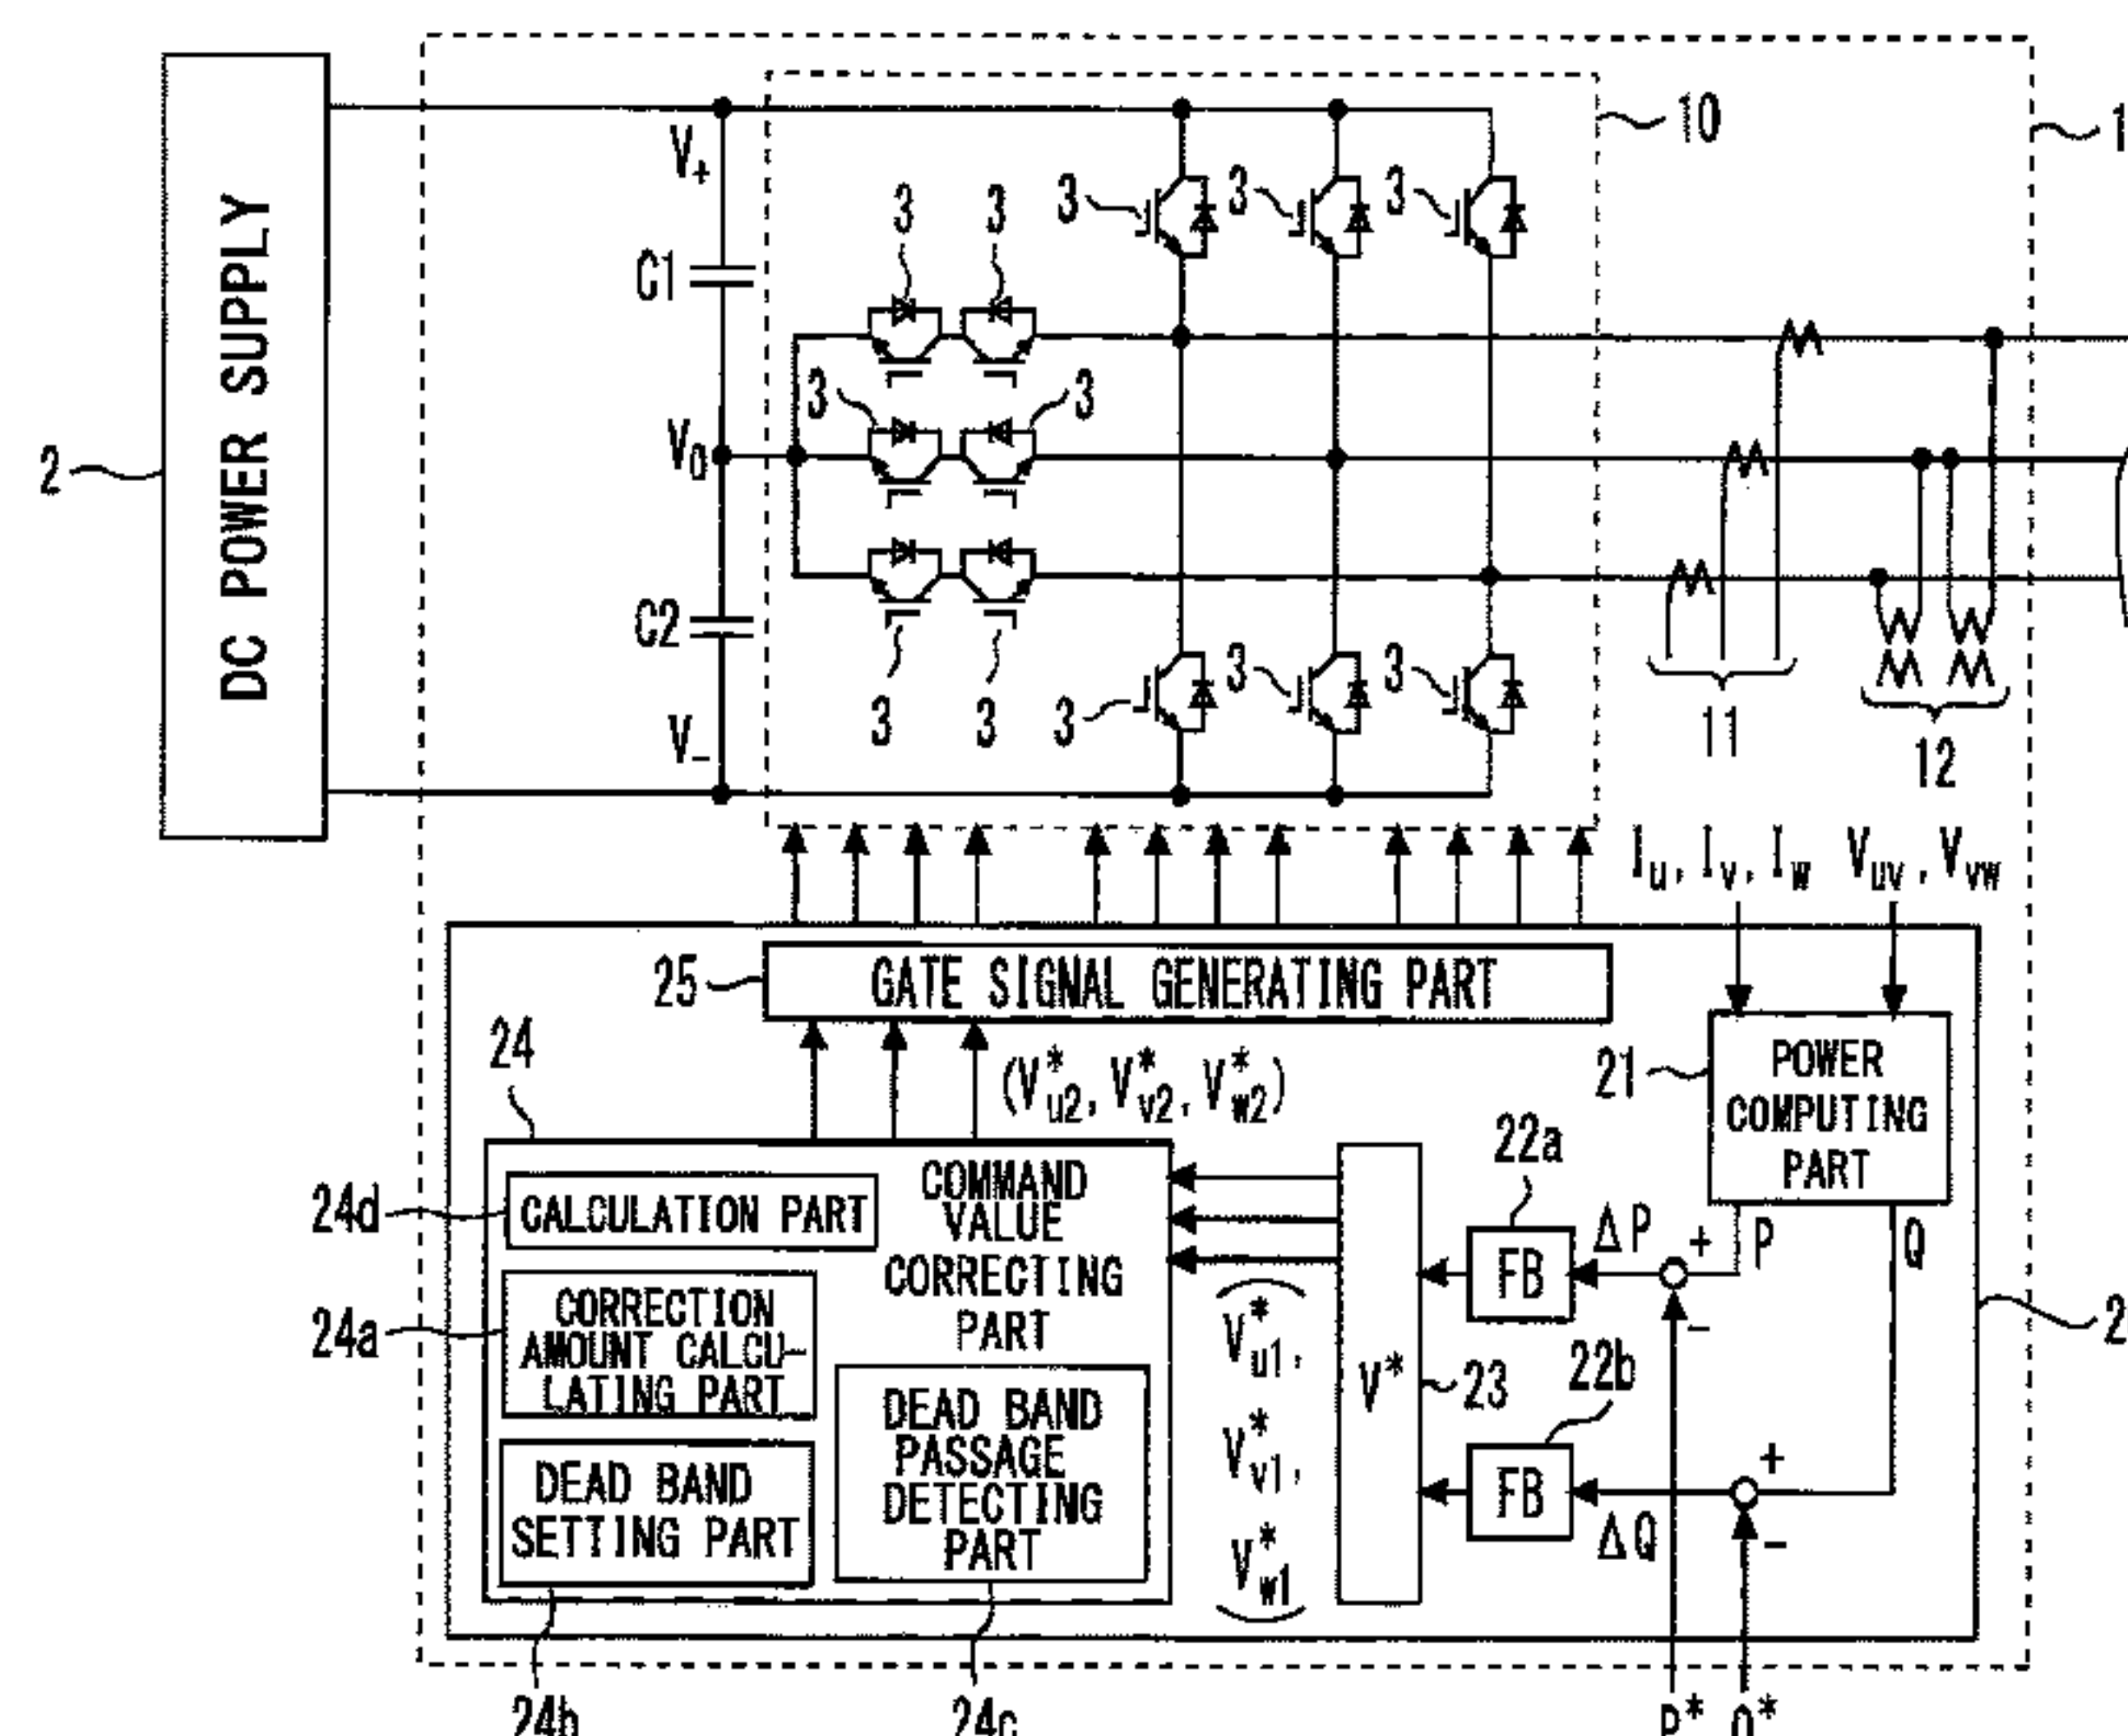 DC POWER SUPPLY
2
V+
C1
V0
C2
V-
3
3
3
3
3
3
3
3
3
3
3
3
10
1
11
12
Iu, Iv, Iw
Vuv, Vvw
25
GATE SIGNAL GENERATING PART
24
(V*u2, V*v2, V*w2)
21
POWER
COMPUTING
PART
24d
CALCULATION PART
COMMAND
VALUE
CORRECTING
PART
24a
CORRECTION
AMOUNT CALCU-
LATING PART
DEAD BAND
SETTING PART
24b
DEAD BAND
PASSAGE
DETECTING
PART
24c
(V*u1,
V*v1,
V*w1)
V*
23
22a
FB
ΔP
+
-
P
Q
22b
FB
ΔQ
+
-
2
P* Q*